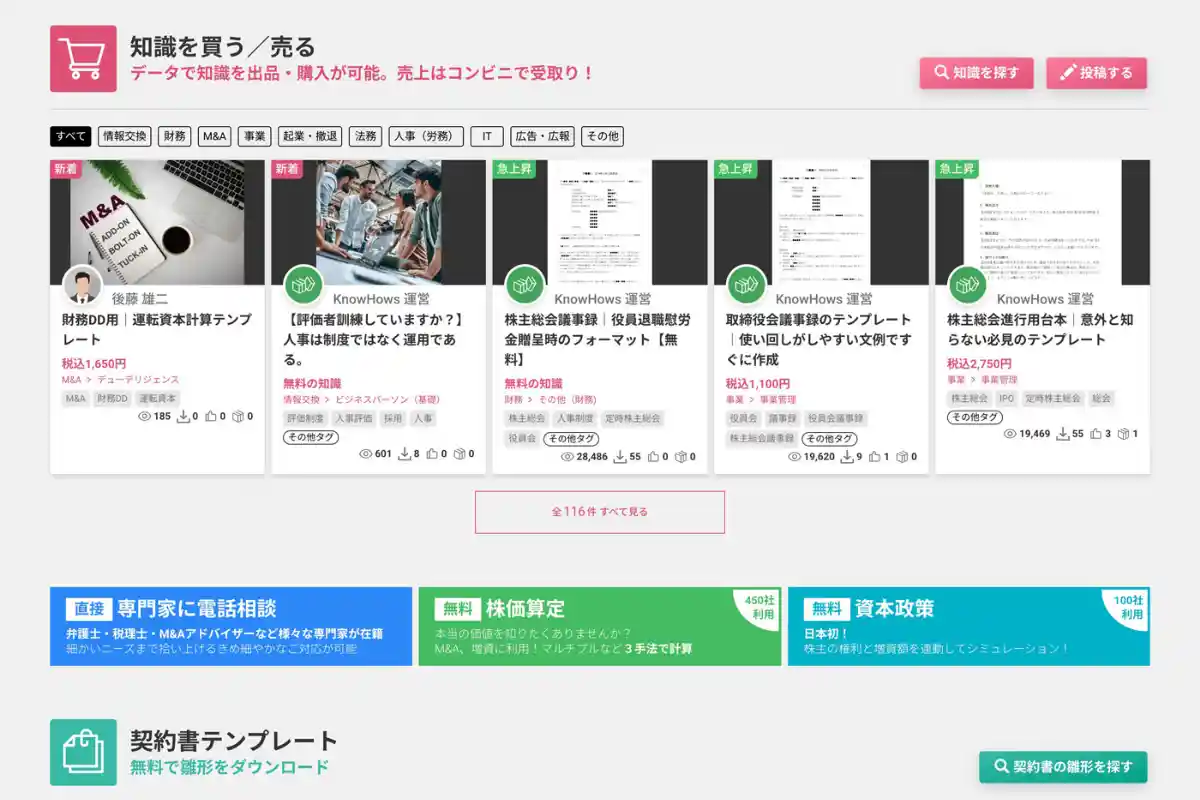 知識を買う／売る
データで知識を出品・購入が可能。売上はコンビニで受取り！
知識を探す
投稿する
すべて
情報交換
財務
M&A
事業
起業・撤退
法務
人事（労務）
IT
広告・広報
その他
新着
M&A
ADD-ON
BOLT-ON
TUCK-IN
後藤 雄二
財務DD用｜運転資本計算テンプ
レート
税込1,650円
M&A > デューデリジェンス
M&A 財務DD 運転資本
185 0 0 0
新着
KnowHows 運営
【評価者訓練していますか？】
人事は制度ではなく運用であ
る。
無料の知識
情報交換 > ビジネスパーソン（基礎）
評価制度 人事評価 採用 人事
その他タグ
601 8 0 0
急上昇
KnowHows 運営
株主総会議事録｜役員退職慰労
金贈呈時のフォーマット【無
料】
無料の知識
財務 > その他（財務）
株主総会 人事制度 定時株主総会
役員会 その他タグ
28,486 55 0 0
急上昇
KnowHows 運営
取締役会議事録のテンプレート
｜使い回しがしやすい文例です
ぐに作成
税込1,100円
事業 > 事業管理
役員会 議事録 役員会議事録
株主総会議事録 その他タグ
19,620 9 1 0
急上昇
KnowHows 運営
株主総会進行用台本｜意外と知
らない必見のテンプレート
税込2,750円
事業 > 事業管理
株主総会 IPO 定時株主総会 総会
その他タグ
19,469 55 3 1
全116件 すべて見る
直接 専門家に電話相談
弁護士・税理士・M&Aアドバイザーなど様々な専門家が在籍
細かいニーズまで拾い上げるきめ細やかなご対応が可能
無料 株価算定
450社
利用
本当の価値を知りたくありませんか？
M&A、増資に利用！マルチプルなど３手法で計算
無料 資本政策
100社
利用
日本初！
株主の権利と増資額を連動してシミュレーション！
契約書テンプレート
無料で雛形をダウンロード
契約書の雛形を探す